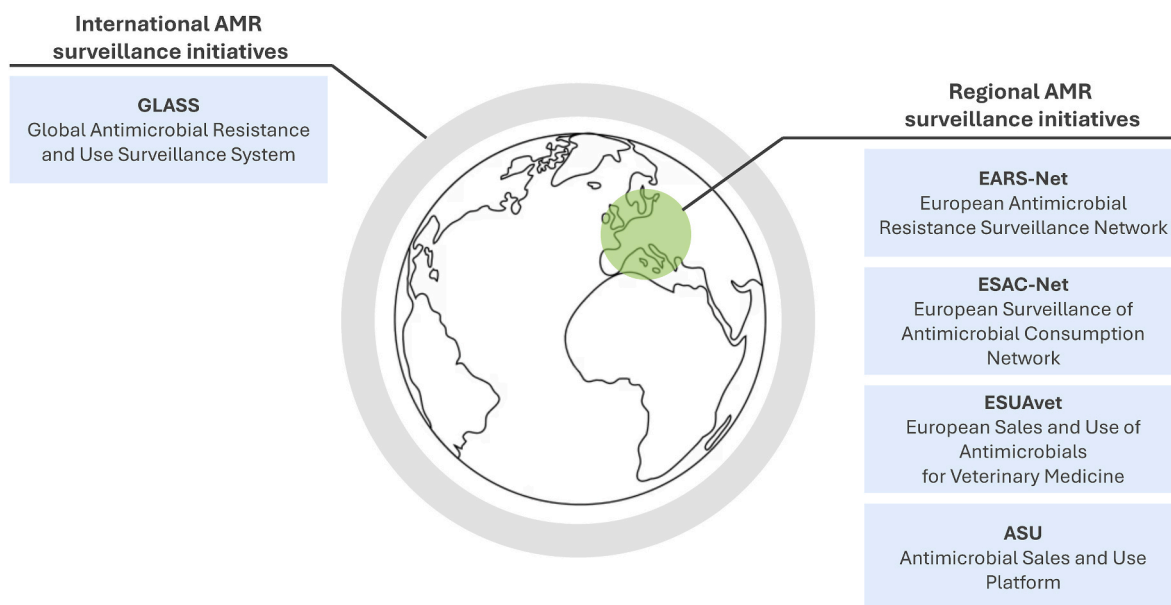 International AMR
surveillance initiatives
GLASS
Global Antimicrobial Resistance
and Use Surveillance System
Regional AMR
surveillance initiatives
EARS-Net
European Antimicrobial
Resistance Surveillance Network
ESAC-Net
European Surveillance of
Antimicrobial Consumption
Network
ESUAvet
European Sales and Use of
Antimicrobials
for Veterinary Medicine
ASU
Antimicrobial Sales and Use
Platform